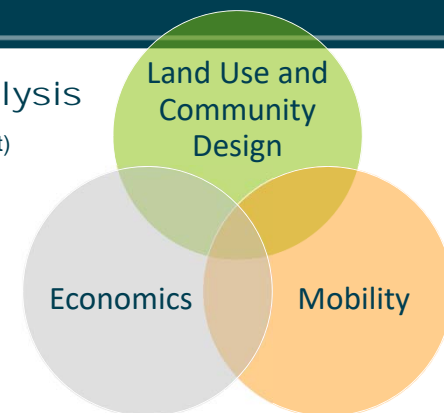 lysis
t)
Land Use and
Community
Design
Economics
Mobility